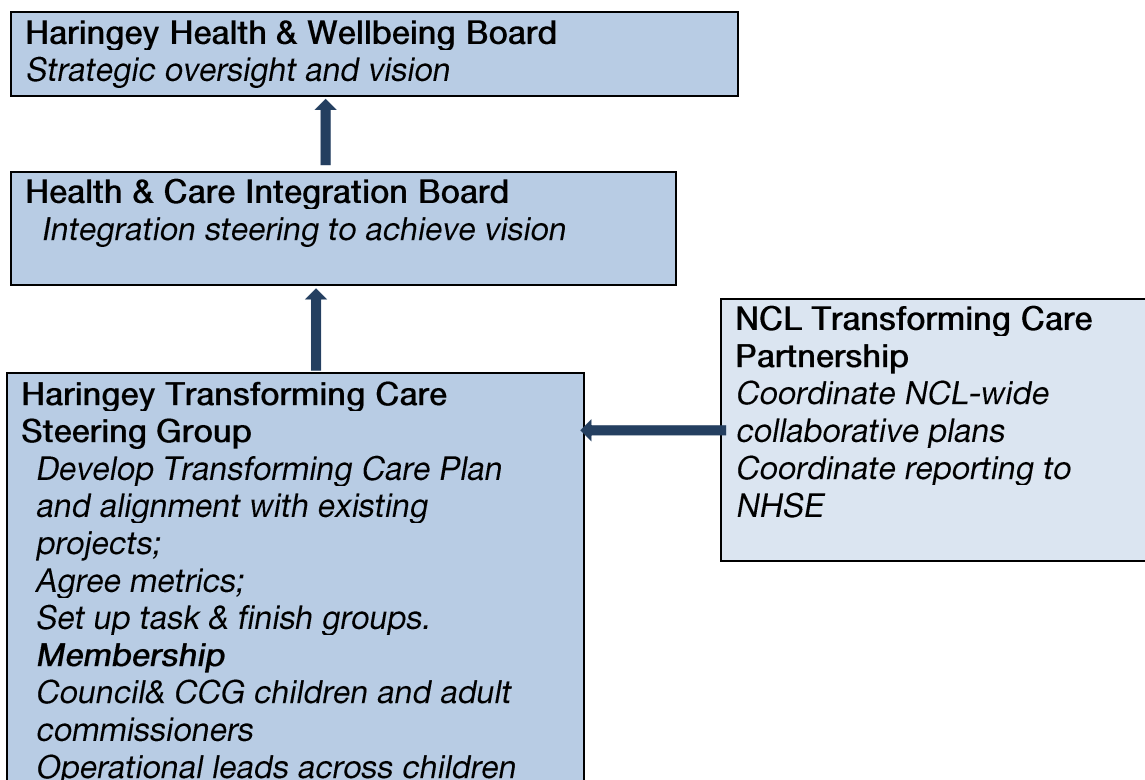 Haringey Health & Wellbeing Board
Strategic oversight and vision
Health & Care Integration Board
Integration steering to achieve vision
NCL Transforming Care
Partnership
Coordinate NCL-wide
collaborative plans
Coordinate reporting to
NHSE
Haringey Transforming Care
Steering Group
Develop Transforming Care Plan
and alignment with existing
projects;
Agree metrics;
Set up task & finish groups.
Membership
Council& CCG children and adult
commissioners
Operational leads across children